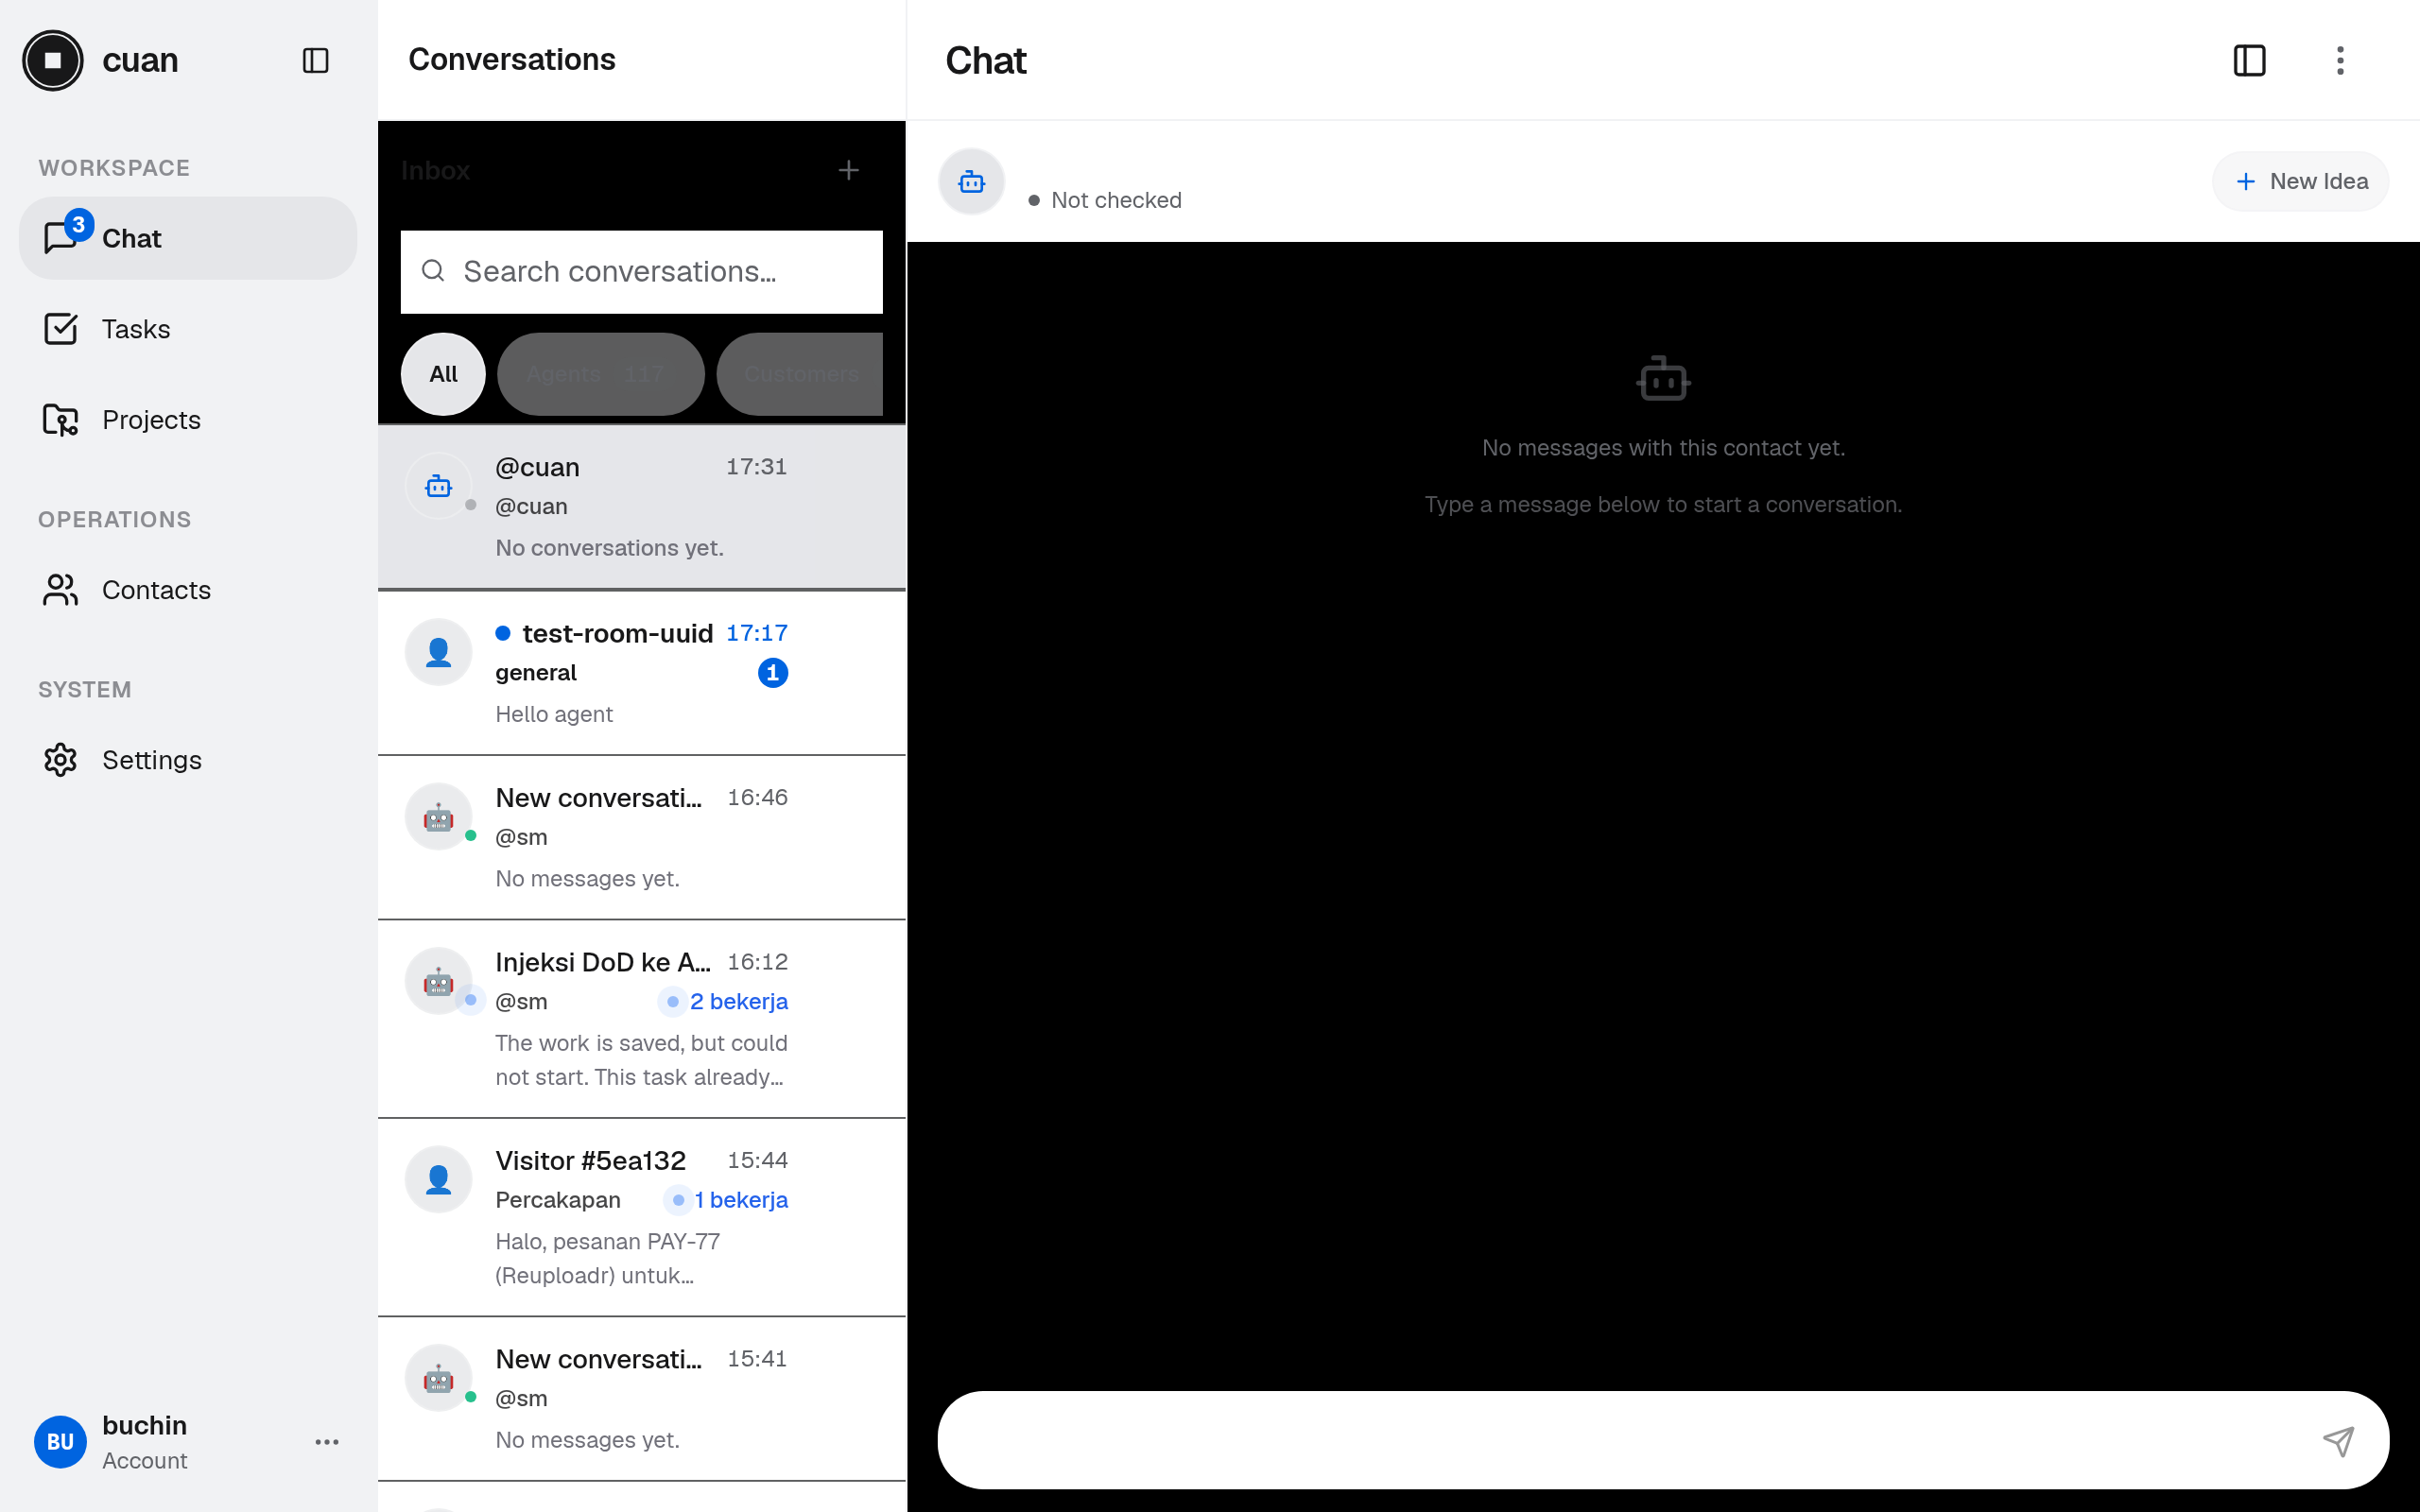 cuan
WORKSPACE
3
Chat
Tasks
Projects
OPERATIONS
Contacts
SYSTEM
Settings
BU
buchin
Account
Conversations
Inbox
Search conversations...
All
Agents 117
Customers
@cuan 17:31
@cuan
No conversations yet.
test-room-uuid 17:17
general 1
Hello agent
New conversati... 16:46
@sm
No messages yet.
Injeksi DoD ke A... 16:12
@sm 2 bekerja
The work is saved, but could
not start. This task already...
Visitor #5ea132 15:44
Percakapan 1 bekerja
Halo, pesanan PAY-77
(Reuploadr) untuk...
New conversati... 15:41
@sm
No messages yet.
Chat
Not checked
New Idea
No messages with this contact yet.
Type a message below to start a conversation.